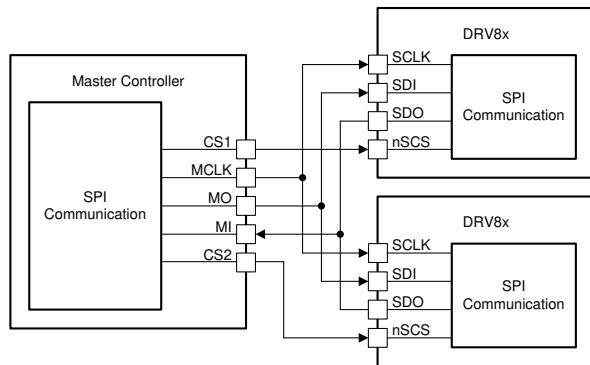 Master Controller
SPI
Communication
CS1
MCLK
MO
MI
CS2
DRV8x
SCLK
SDI
SDO
nSCS
SPI
Communication
DRV8x
SCLK
SDI
SDO
nSCS
SPI
Communication